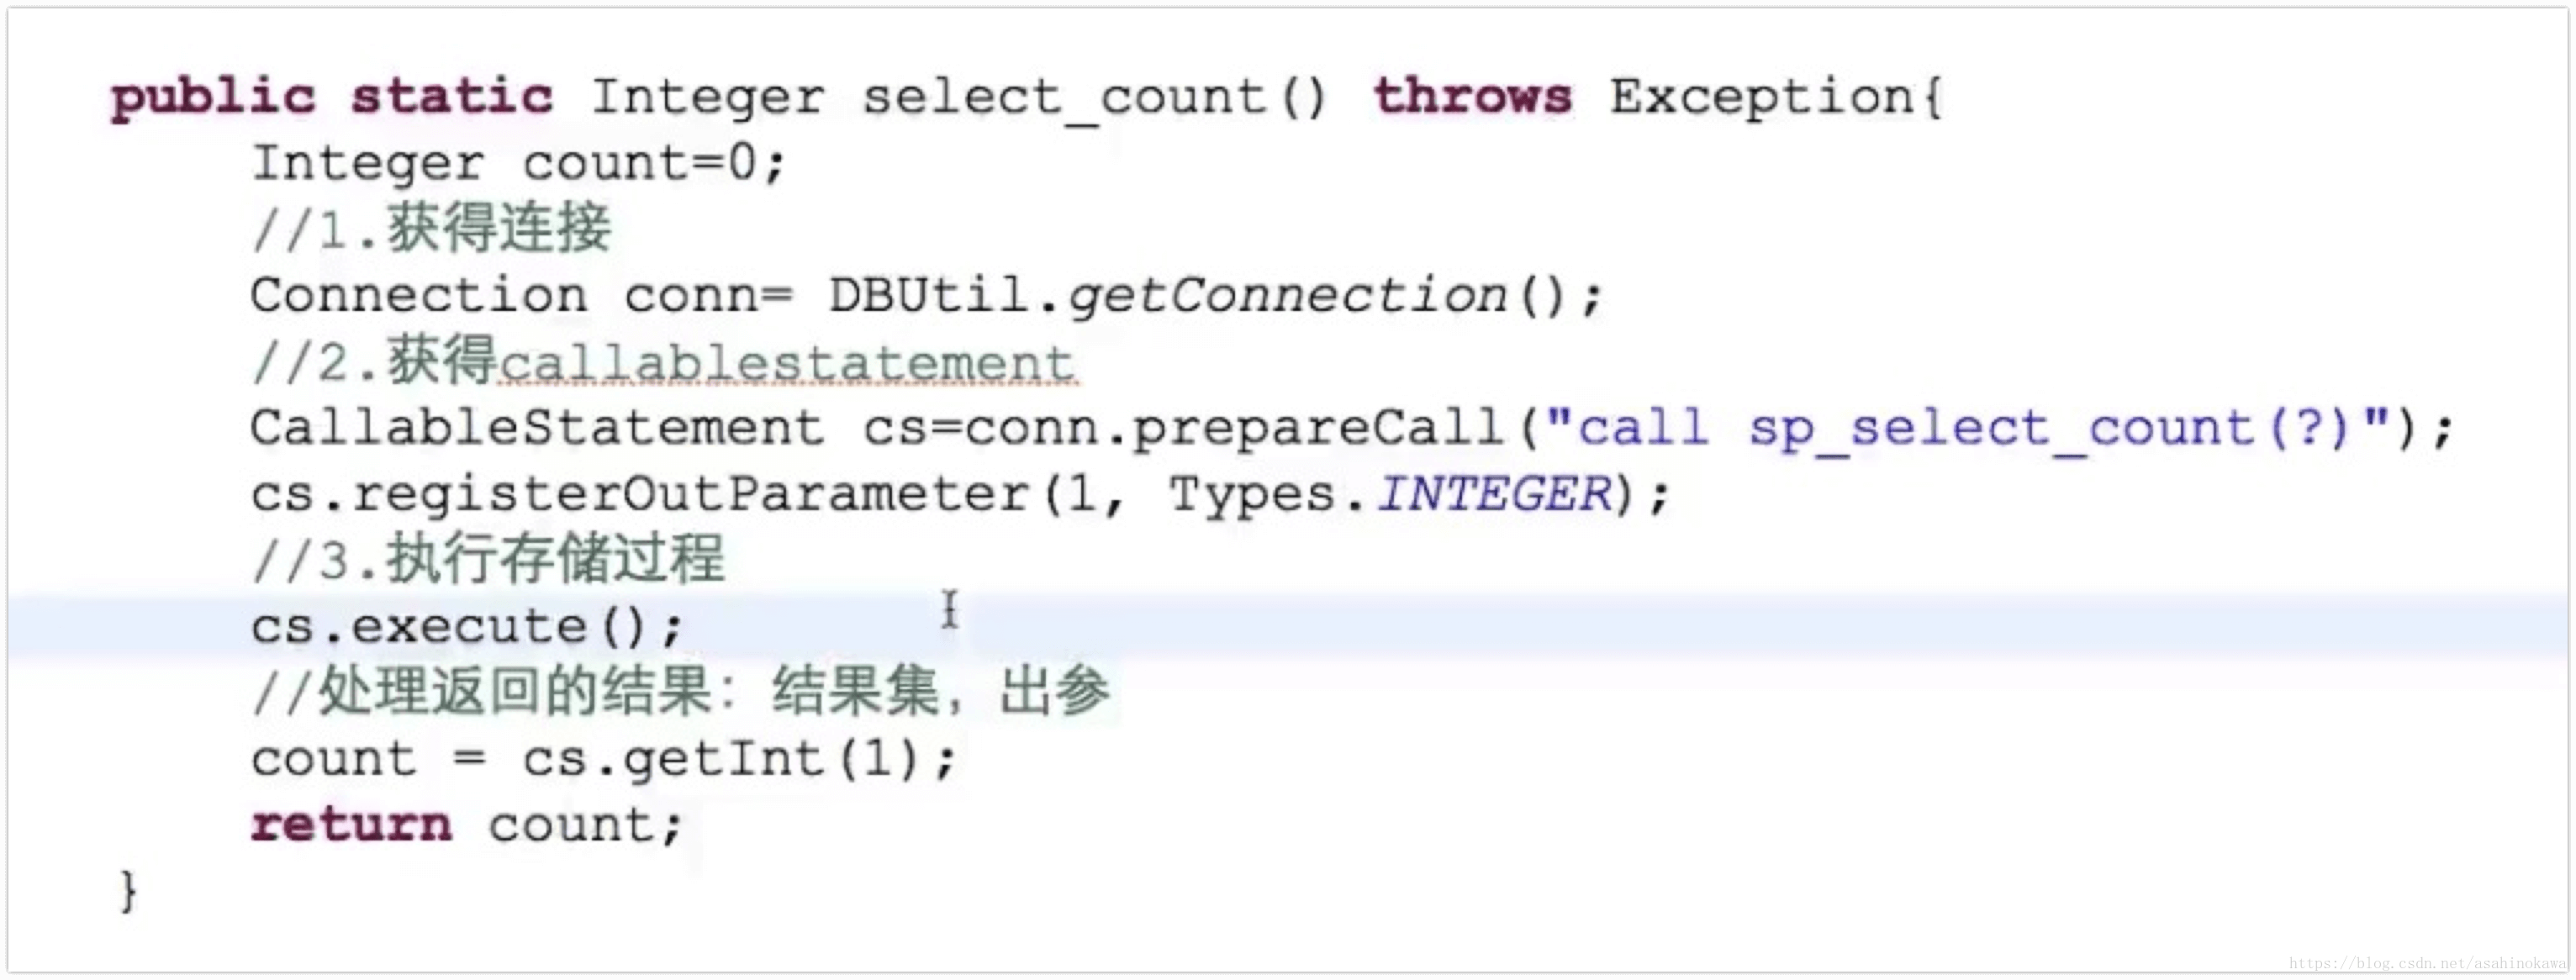 public static Integer select_count() throws Exception{
Integer count=0;
//1.获得连接
Connection conn= DBUtil.getConnection();
//2.获得callablestatement
CallableStatement cs=conn.prepareCall("call sp_select_count(?)");
cs.registerOutParameter(1, Types.INTEGER);
//3.执行存储过程
cs.execute();
//处理返回的结果：结果集，出参
count = cs.getInt(1);
return count;
}
https://blog.csdn.net/asahinokawa